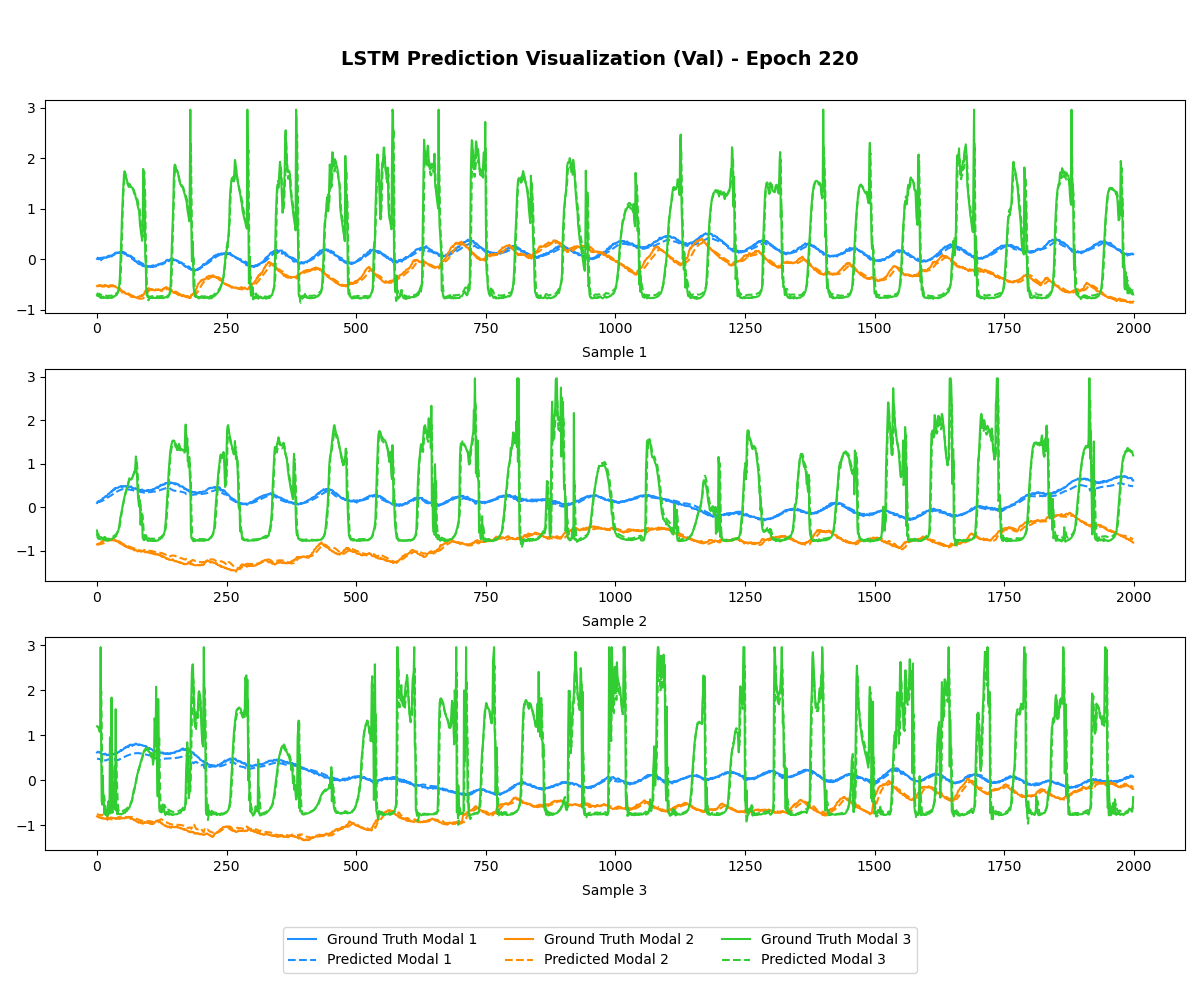 LSTM Prediction Visualization (Val) - Epoch 220
3
2
1
0
−1
0 250 500 750 1000 1250 1500 1750 2000
Sample 1
3
2
1
0
−1
0 250 500 750 1000 1250 1500 1750 2000
Sample 2
3
2
1
0
−1
0 250 500 750 1000 1250 1500 1750 2000
Sample 3
Ground Truth Modal 1 Ground Truth Modal 2 Ground Truth Modal 3
Predicted Modal 1 Predicted Modal 2 Predicted Modal 3